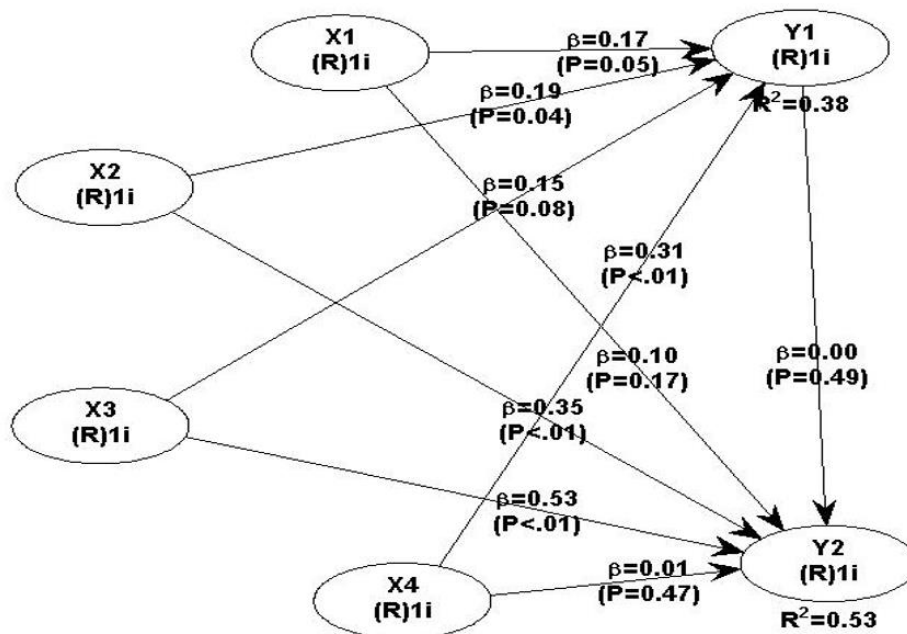 X1
(R)1i
β=0.17
(P=0.05)
Y1
(R)1i
R²=0.38
β=0.19
(P=0.04)
X2
(R)1i
β=0.15
(P=0.08)
β=0.31
(P<.01)
β=0.10
(P=0.17)
β=0.00
(P=0.49)
X3
(R)1i
β=0.35
(P<.01)
β=0.53
(P<.01)
X4
(R)1i
β=0.01
(P=0.47)
Y2
(R)1i
R²=0.53